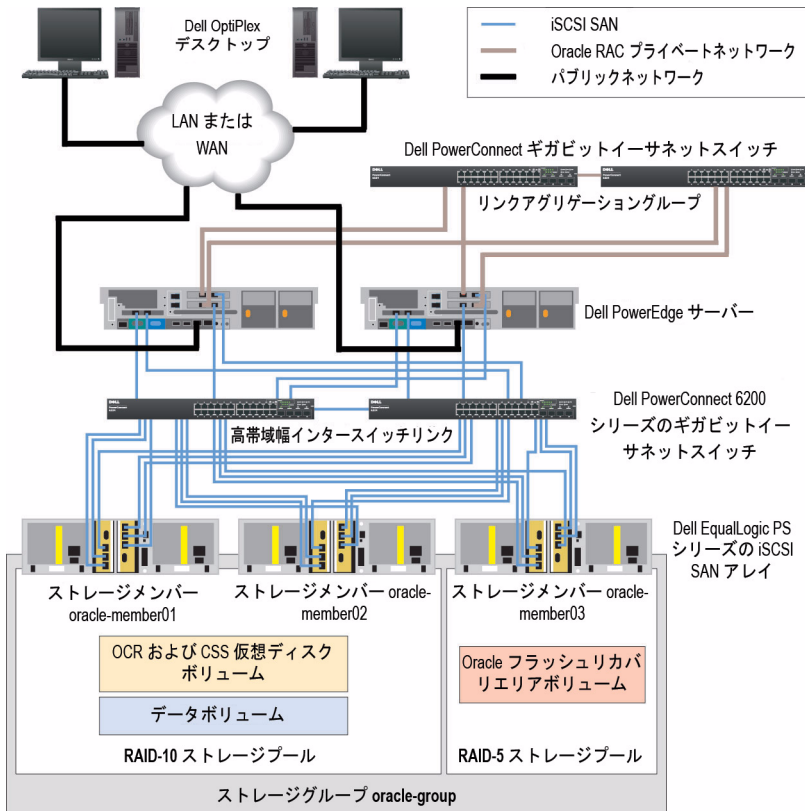 Dell OptiPlex
デスクトップ
iSCSI SAN
Oracle RAC プライベートネットワーク
パブリックネットワーク
LAN または
WAN
Dell PowerConnect ギガビットイーサネットスイッチ
リンクアグリゲーショングループ
Dell PowerEdge サーバー
Dell PowerConnect 6200
シリーズのギガビットイー
サネットスイッチ
高帯域幅インタースイッチリンク
Dell EqualLogic PS
シリーズの iSCSI
SAN アレイ
ストレージメンバー
oracle-member01
ストレージメンバー oracle-
member02
ストレージメンバー oracle-
member03
OCR および CSS 仮想ディスク
ボリューム
Oracle フラッシュリカバ
リエリアボリューム
データボリューム
RAID-10 ストレージプール
RAID-5 ストレージプール
ストレージグループ oracle-group